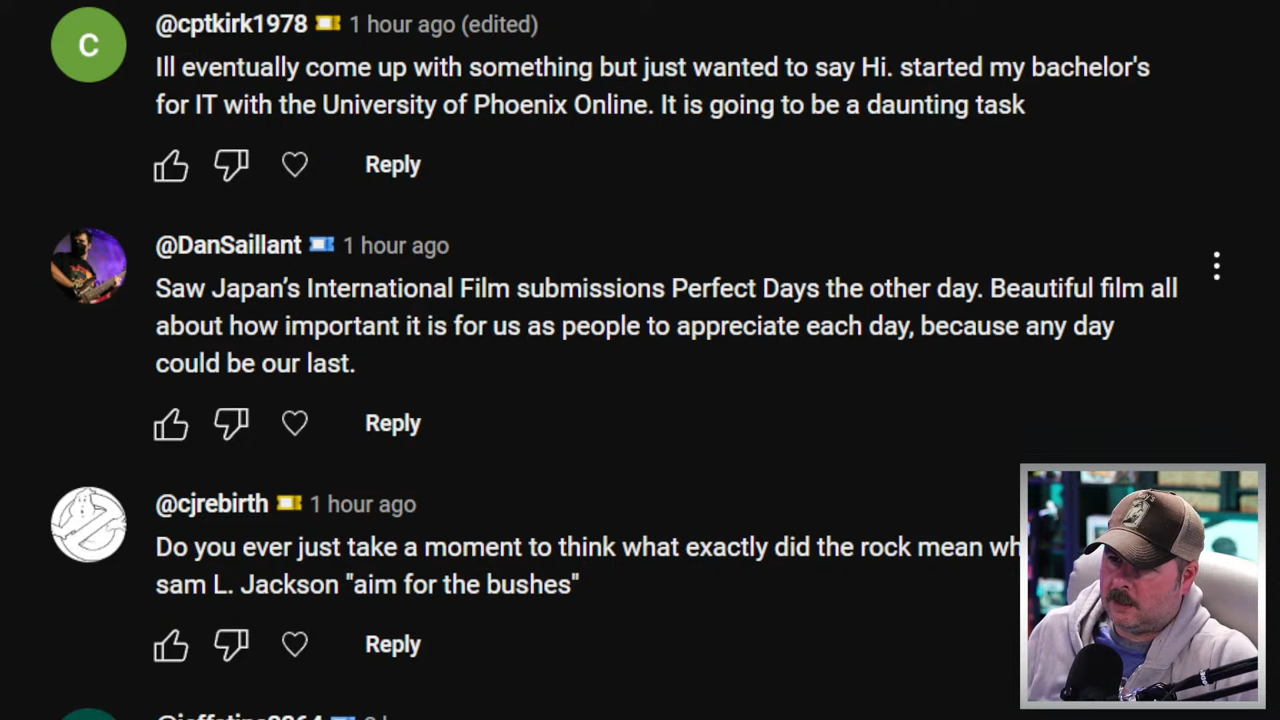 C
@cptkirk1978 1 hour ago (edited)
Ill eventually come up with something but just wanted to say Hi. started my bachelor's
for IT with the University of Phoenix Online. It is going to be a daunting task
Reply
@DanSaillant 1 hour ago
Saw Japan’s International Film submissions Perfect Days the other day. Beautiful film all
about how important it is for us as people to appreciate each day, because any day
could be our last.
Reply
@cjrebirth 1 hour ago
Do you ever just take a moment to think what exactly did the rock mean
sam L. Jackson "aim for the bushes"
Reply